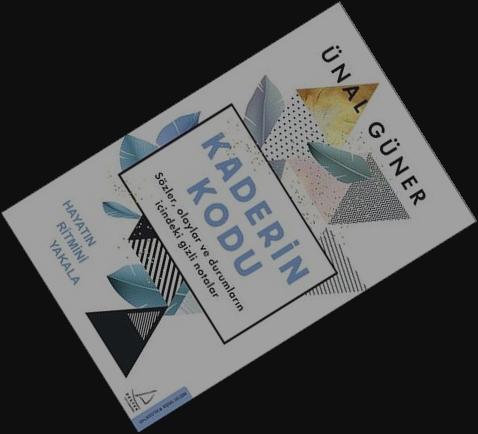 ÜNAL GÜNER
KADERİN
KODU
Sözler, olaylar ve durumların
içindeki gizli notalar
HAYATIN
RİTMİNİ
YAKALA